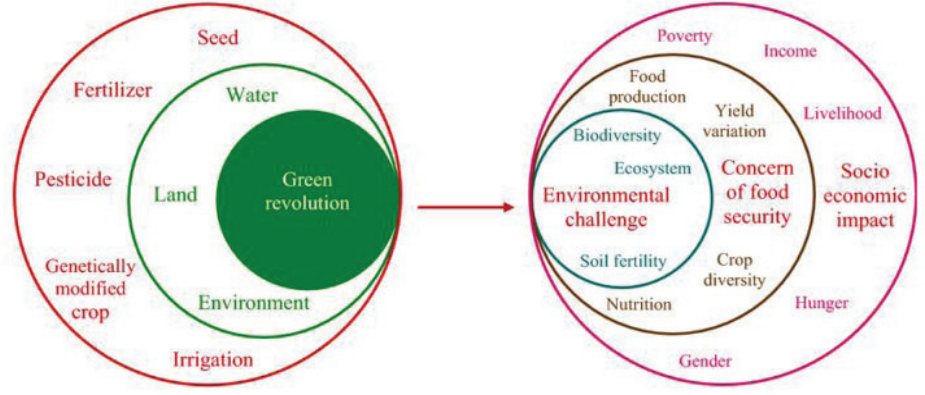 Seed
Fertilizer
Water
Pesticide
Land
Green
revolution
Genetically
modified
crop
Environment
Irrigation
Poverty
Income
Food
production
Yield
variation
Livelihood
Biodiversity
Ecosystem
Environmental
challenge
Concern
of food
security
Socio
economic
impact
Soil fertility
Crop
diversity
Nutrition
Hunger
Gender